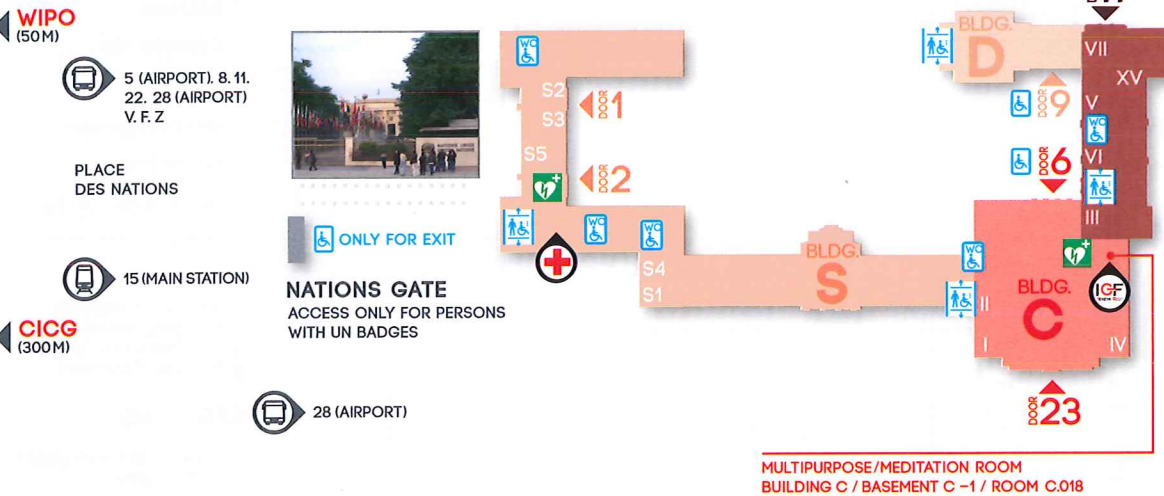 WIPO
(50 M)
5 (AIRPORT). 8. 11.
22. 28 (AIRPORT)
V. F. Z
PLACE
DES NATIONS
15 (MAIN STATION)
CICG
(300 M)
28 (AIRPORT)
ONLY FOR EXIT
NATIONS GATE
ACCESS ONLY FOR PERSONS
WITH UN BADGES
WC
S2
S3
S5
DOOR 1
DOOR 2
WC
WC
S4
S1
BLDG.
S
BLDG.
D
DOOR 9
DOOR 6
VII
XV
V
WC
VI
III
WC
II
I
IV
BLDG.
C
IGF
DOOR 23
MULTIPURPOSE/MEDITATION ROOM
BUILDING C / BASEMENT C -1 / ROOM C.018